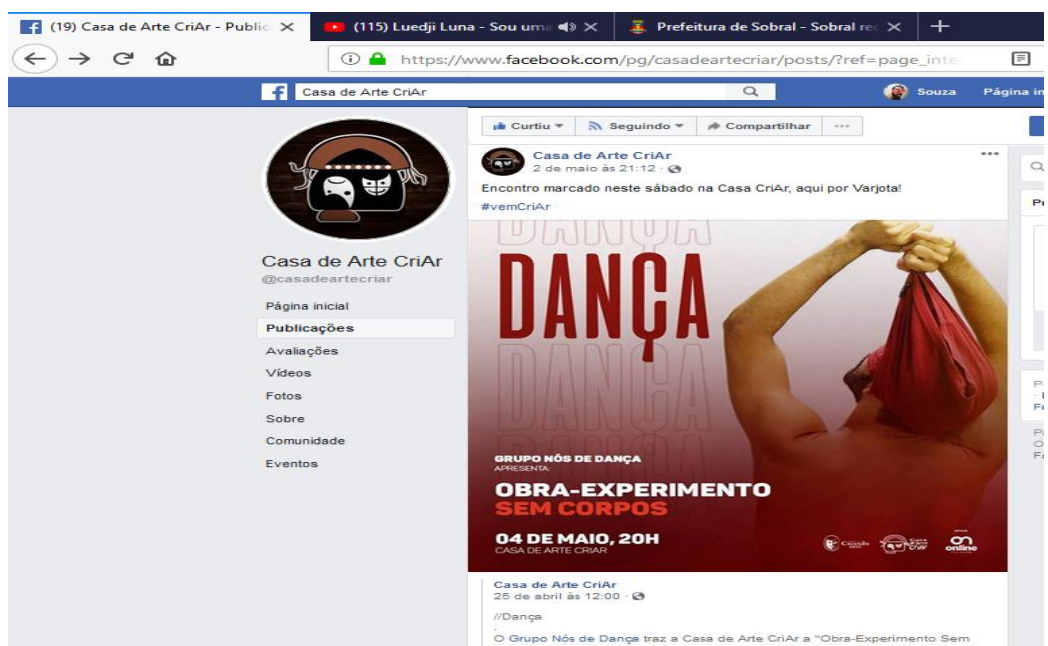 (19) Casa de Arte CriAr - Public
(115) Luedji Luna - Sou uma
Prefeitura de Sobral - Sobral rec
https://www.facebook.com/pg/casadeartecriar/posts/?ref=page_inte
Casa de Arte CriAr
Souza
Página in
Curtiu
Seguindo
Compartilhar
Casa de Arte CriAr
2 de maio às 21:12
Encontro marcado neste sábado na Casa CriAr, aqui por Varjota!
#vemCriAr
Casa de Arte CriAr
@casadeartecriar
Página inicial
Publicações
Avaliações
Vídeos
Fotos
Sobre
Comunidade
Eventos
DANÇA
DANÇA
DANÇA
DANÇA
GRUPO NÓS DE DANÇA
APRESENTA:
OBRA-EXPERIMENTO
SEM CORPOS
04 DE MAIO, 20H
CASA DE ARTE CRIAR
online
Casa de Arte CriAr
25 de abril às 12:00
//Dança
.
O Grupo Nós de Dança traz a Casa de Arte CriAr a "Obra-Experimento Sem